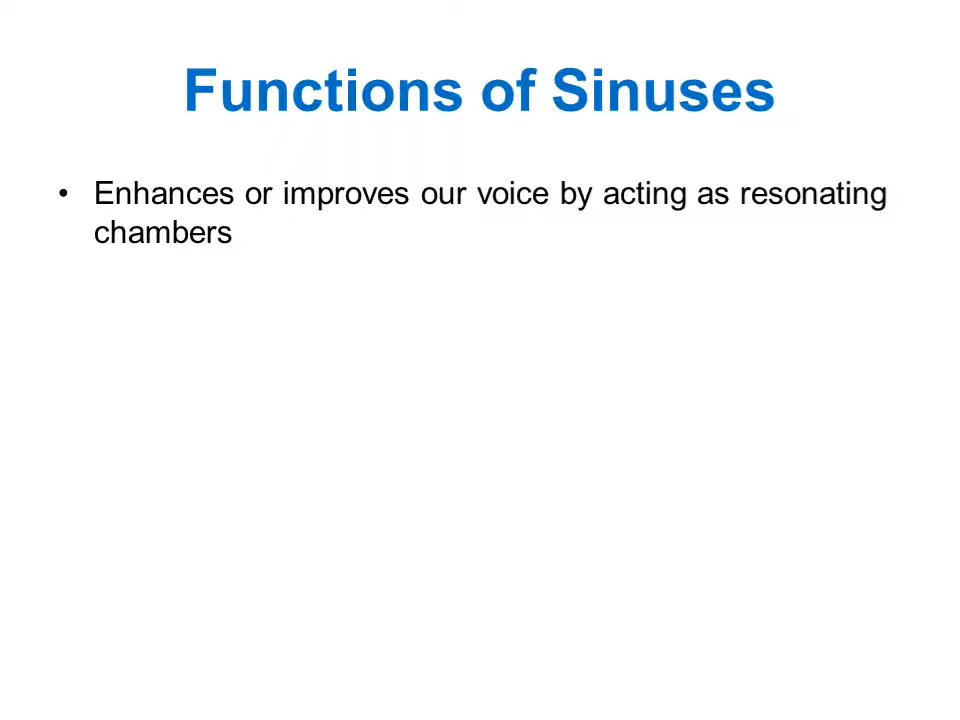 Functions of Sinuses
• Enhances or improves our voice by acting as resonating
chambers